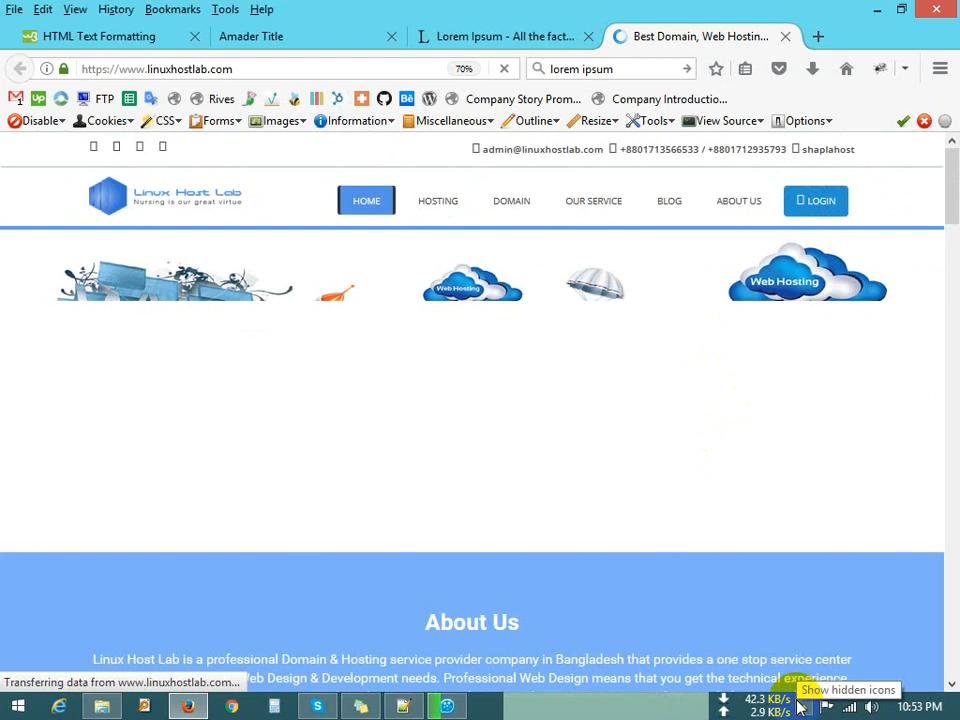 File Edit View History Bookmarks Tools Help
HTML Text Formatting
Amader Title
Lorem Ipsum - All the fact...
Best Domain, Web Hostin...
https://www.linuxhostlab.com
70%
lorem ipsum
FTP
Rives
Company Story Prom...
Company Introductio...
Disable Cookies CSS Forms Images Information Miscellaneous Outline Resize Tools View Source Options
admin@linuxhostlab.com +8801713566533 / +8801712935793 shaplahost
Linux Host Lab
Nursing is our great virtue
HOME HOSTING DOMAIN OUR SERVICE BLOG ABOUT US LOGIN
Web Hosting
Web Hosting
About Us
Linux Host Lab is a professional Domain & Hosting service provider company in Bangladesh that provides a one stop service center
Web Design & Development needs. Professional Web Design means that you get the technical experience
Transferring data from www.linuxhostlab.com...
Show hidden icons
42.3 KB/s
2.9 KB/s
10:53 PM